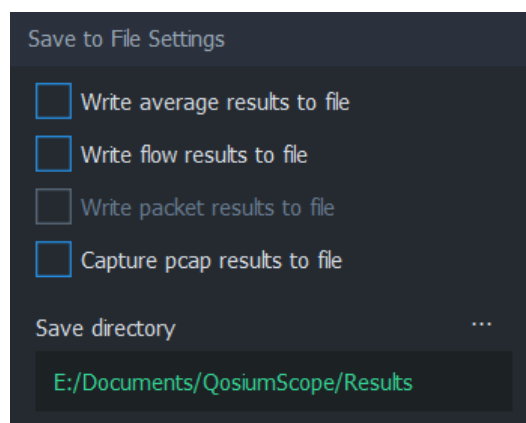 Save to File Settings
Write average results to file
Write flow results to file
Write packet results to file
Capture pcap results to file
Save directory
...
E:/Documents/QosiumScope/Results